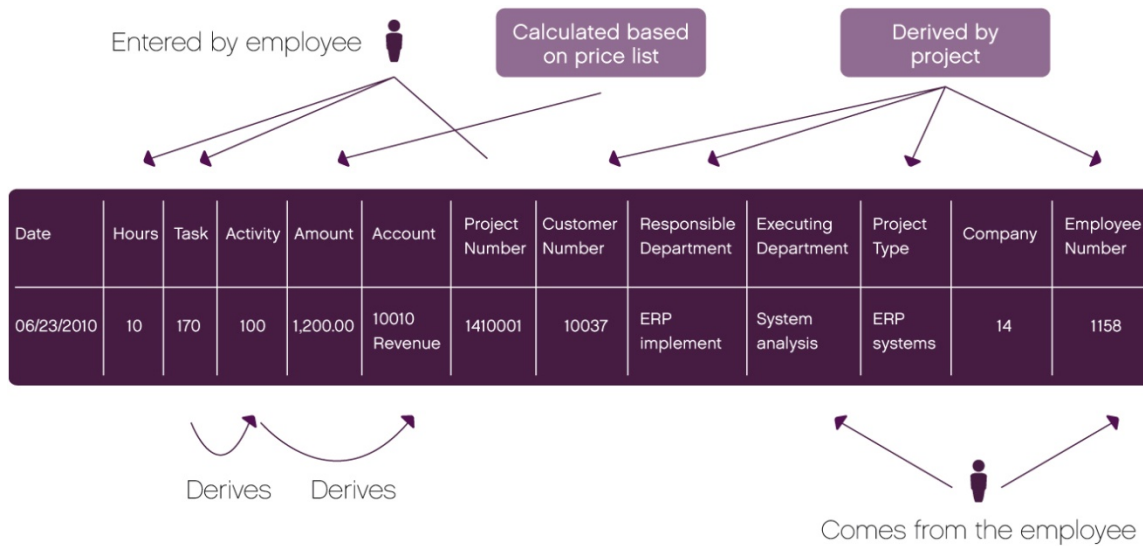 Entered by employee
Calculated based
on price list
Derived by
project
Date
Hours
Task
Activity
Amount
Account
Project
Number
Customer
Number
Responsible
Department
Executing
Department
Project
Type
Company
Employee
Number
06/23/2010
10
170
100
1,200.00
10010
Revenue
1410001
10037
ERP
implement
System
analysis
ERP
systems
14
1158
Derives
Derives
Comes from the employee